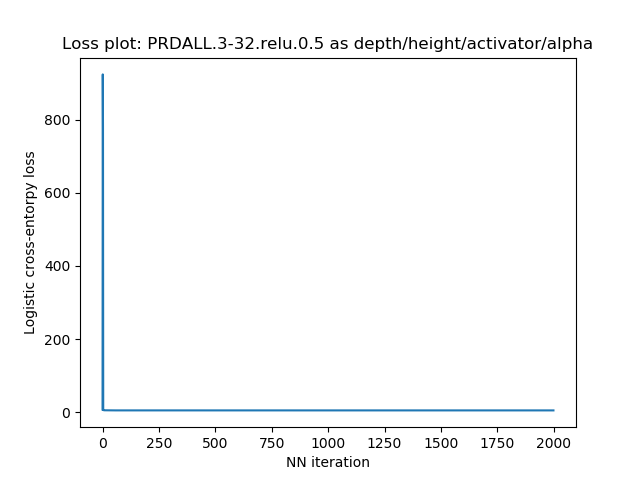 Loss plot: PRDALL.3-32.relu.0.5 as depth/height/activator/alpha
Logistic cross-entorpy loss
800
600
400
200
0
0 250 500 750 1000 1250 1500 1750 2000
NN iteration